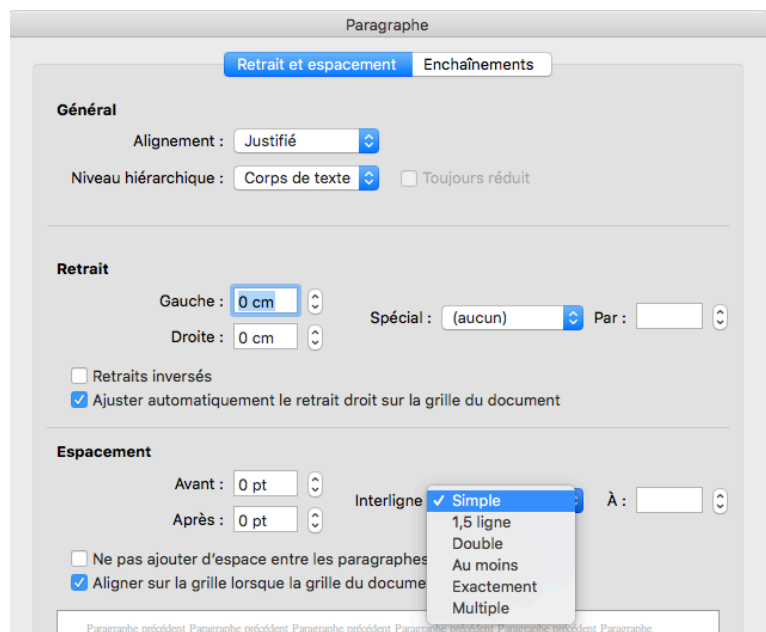 Paragraphe
Retrait et espacement Enchaînements
Général
Alignement : Justifié
Niveau hiérarchique : Corps de texte Toujours réduit
Retrait
Gauche : 0 cm
Spécial : (aucun) Par :
Droite : 0 cm
Retraits inversés
Ajuster automatiquement le retrait droit sur la grille du document
Espacement
Avant : 0 pt
Interligne ✓ Simple À :
1,5 ligne
Après : 0 pt
Double
Au moins
Ne pas ajouter d'espace entre les paragraphes
Exactement
Aligner sur la grille lorsque la grille du docume
Multiple
Paragraphe précédent Paragraphe précédent Paragraphe précédent Paragraphe précédent Paragraphe précédent Paragraphe